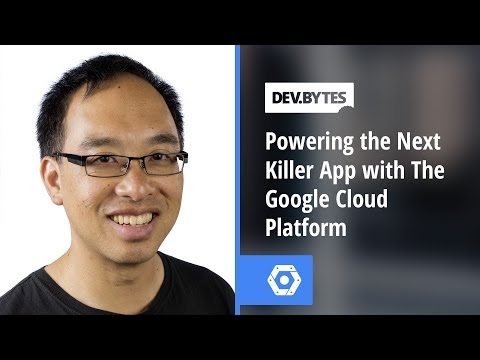 DEV.BYTES
Powering the Next
Killer App with The
Google Cloud
Platform